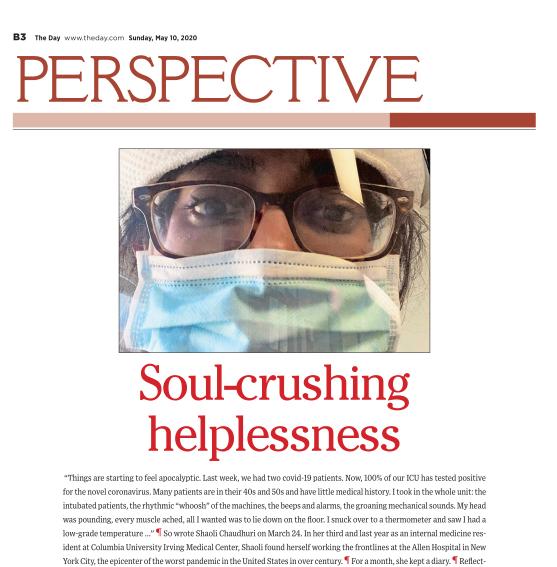 B3 The Day www.theday.com Sunday, May 10, 2020
PERSPECTIVE
Soul-crushing
helplessness
“Things are starting to feel apocalyptic. Last week, we had two covid-19 patients. Now, 100% of our ICU has tested positive
for the novel coronavirus. Many patients are in their 40s and 50s and have little medical history. I took in the whole unit: the
intubated patients, the rhythmic “whoosh” of the machines, the beeps and alarms, the groaning mechanical sounds. My head
was pounding, every muscle ached, all I wanted was to lie down on the floor. I snuck over to a thermometer and saw I had a
low-grade temperature ...” ¶ So wrote Shaoli Chaudhuri on March 24. In her third and last year as an internal medicine res-
ident at Columbia University Irving Medical Center, Shaoli found herself working the frontlines at the Allen Hospital in New
York City, the epicenter of the worst pandemic in the United States in over century. ¶ For a month, she kept a diary. ¶ Reflect-